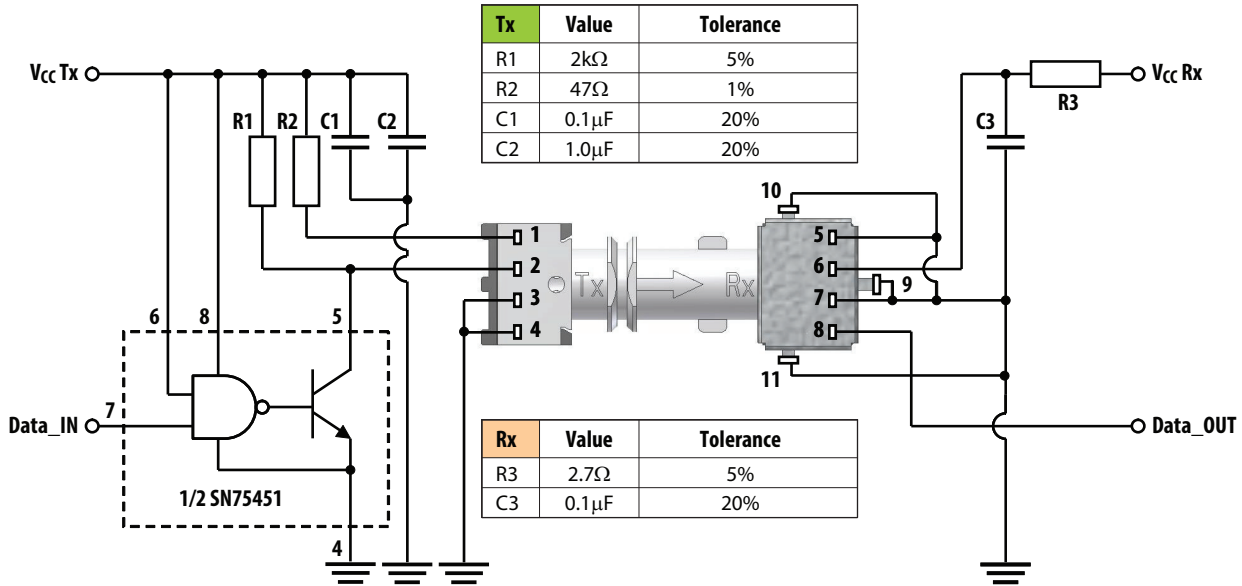 Tx Value Tolerance
R1 2kΩ 5%
R2 47Ω 1%
C1 0.1μF 20%
C2 1.0μF 20%
VCC Tx
VCC Rx
R1 R2 C1 C2
R3
C3
10
1
2
3
4
Tx
Rx
5
6
7
8
9
11
6 8 5
7
Data_IN
1/2 SN75451
4
Data_OUT
Rx Value Tolerance
R3 2.7Ω 5%
C3 0.1μF 20%